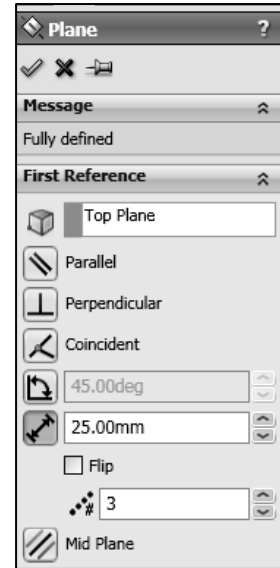 Plane ?
Message
Fully defined
First Reference
Top Plane
Parallel
Perpendicular
Coincident
45.00deg
25.00mm
Flip
# 3
Mid Plane